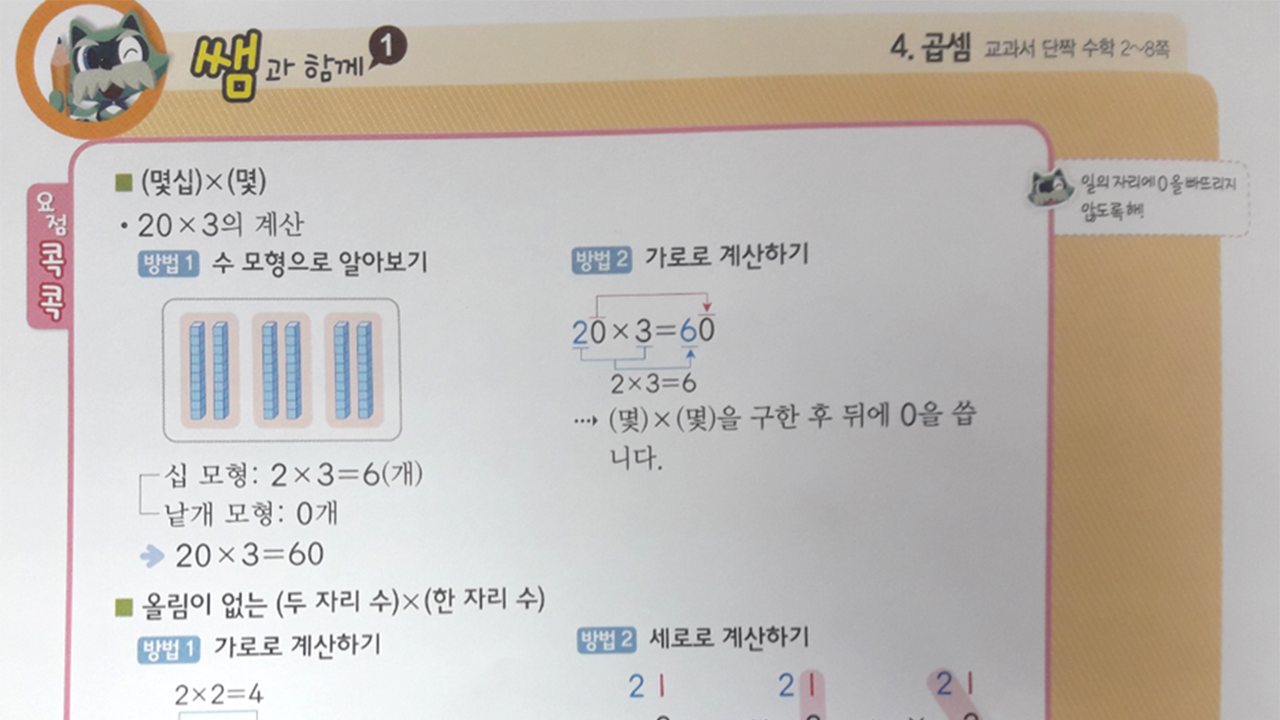 쌤과 함께 1
4. 곱셈 교과서 단짝 수학 2~8쪽
요점
콕콕
(몇십)×(몇)
일의 자리에 0을 빠뜨리지
않도록 해!
• 20×3의 계산
방법 1 수 모형으로 알아보기
방법 2 가로로 계산하기
20×3=60
2×3=6
(몇)×(몇)을 구한 후 뒤에 0을 씁
니다.
십 모형: 2×3=6(개)
낱개 모형: 0개
20×3=60
올림이 없는 (두 자리 수)×(한 자리 수)
방법 1 가로로 계산하기
방법 2 세로로 계산하기
2×2=4
2 1
2 1
2 1